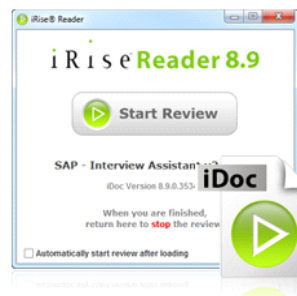 iRise® Reader
iRise Reader 8.9
Start Review
SAP - Interview Assistant
iDoc
iDoc Version 8.9.0.353
When you are finished,
return here to stop the review
Automatically start review after loading